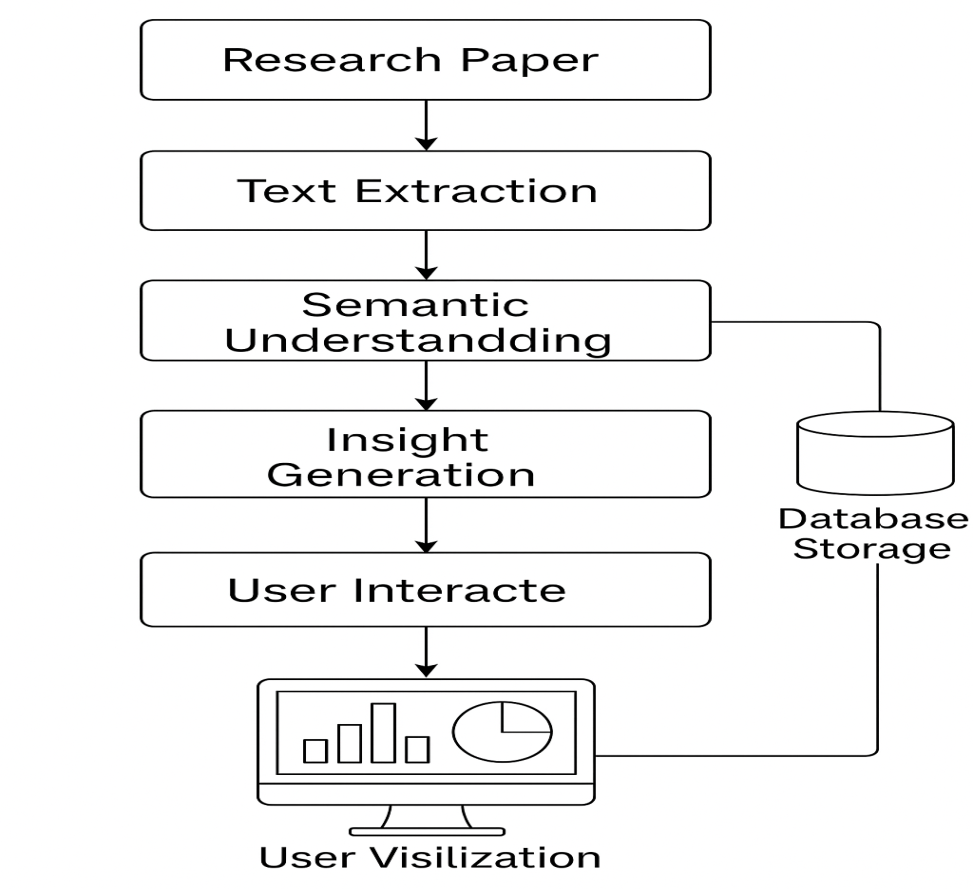 Research Paper
Text Extraction
Semantic
Understandding
Insight
Generation
Database
Storage
User Interacte
User Visilization